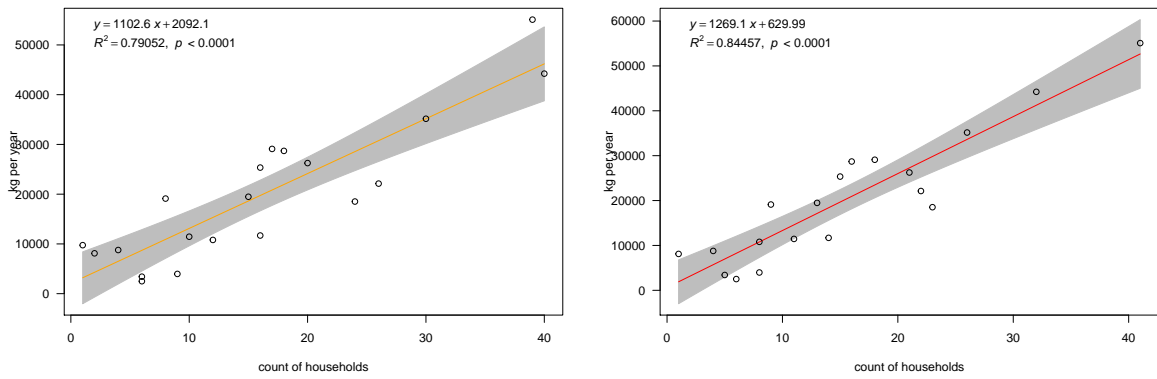 y = 1102.6 x + 2092.1
R² = 0.79052, p < 0.0001
50000
40000
30000
20000
10000
0
kg per year
0 10 20 30 40
count of households
y = 1269.1 x + 629.99
R² = 0.84457, p < 0.0001
60000
50000
40000
30000
20000
10000
0
kg per year
0 10 20 30 40
count of households